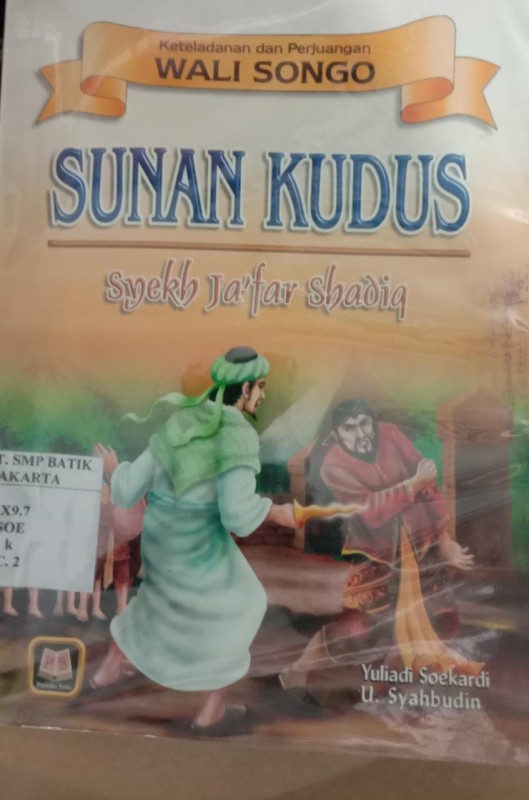 Keteladanan dan Perjuangan
WALI SONGO
SUNAN KUDUS
Syekh Ja'far Shadiq
T. SMP BATIK
AKARTA
X9.7
SOE
k
C. 2
Yuliadi Soekardi
U. Syahbudin